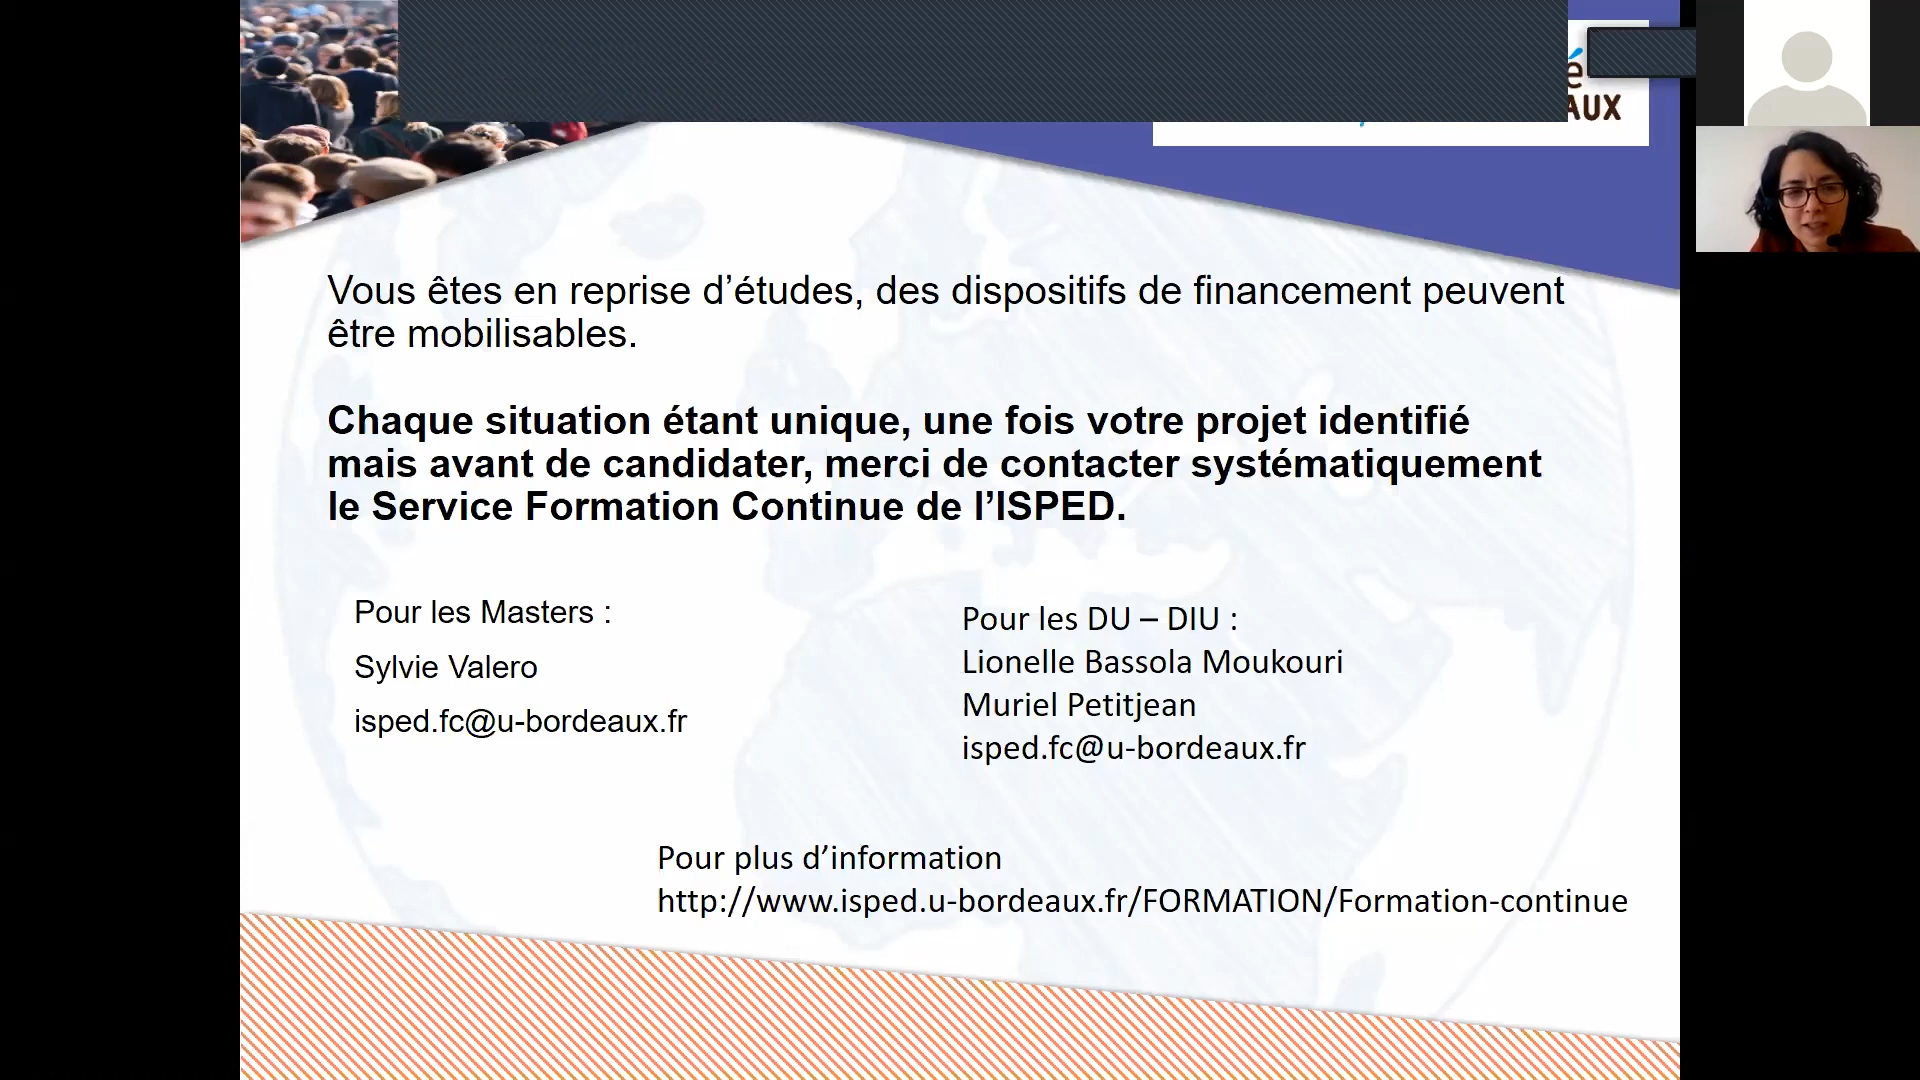 AUX
Vous êtes en reprise d’études, des dispositifs de financement peuvent
être mobilisables.
Chaque situation étant unique, une fois votre projet identifié
mais avant de candidater, merci de contacter systématiquement
le Service Formation Continue de l’ISPED.
Pour les Masters :
Sylvie Valero
isped.fc@u-bordeaux.fr
Pour les DU – DIU :
Lionelle Bassola Moukouri
Muriel Petitjean
isped.fc@u-bordeaux.fr
Pour plus d’information
http://www.isped.u-bordeaux.fr/FORMATION/Formation-continue